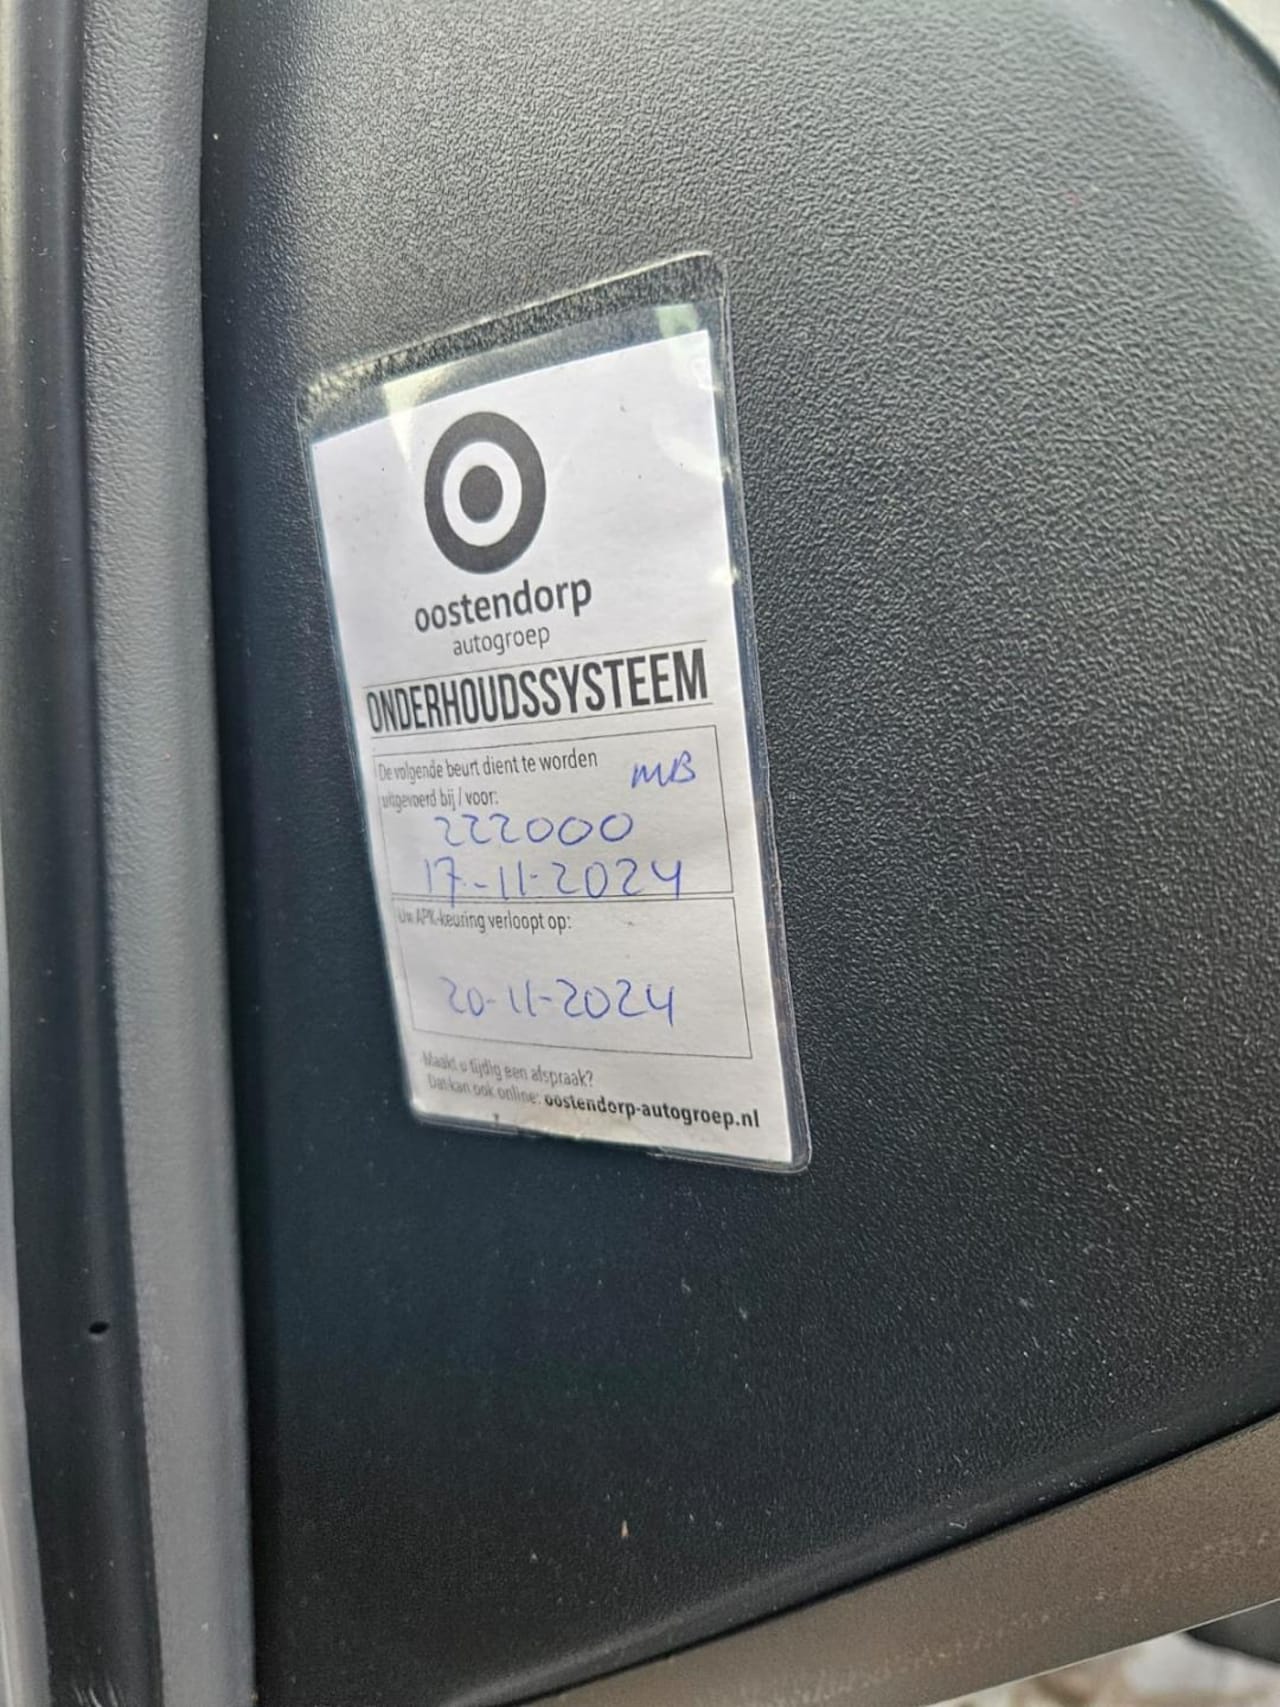 oostendorp
autogroep
ONDERHOUDSSYSTEEM
De volgende beurt dient te worden
uitgevoerd bij / voor:
MB
222000
17-11-2024
Uw APK-keuring verloopt op:
20-11-2024
Maakt u tijdig een afspraak?
Dat kan ook online: oostendorp-autogroep.nl